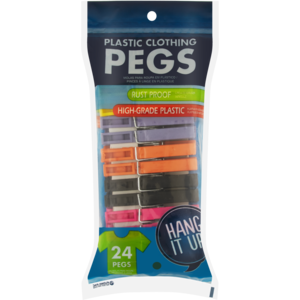 PLASTIC CLOTHING
PEGS
RUST PROOF
HIGH-GRADE PLASTIC
HANG
IT UP!
24
PEGS